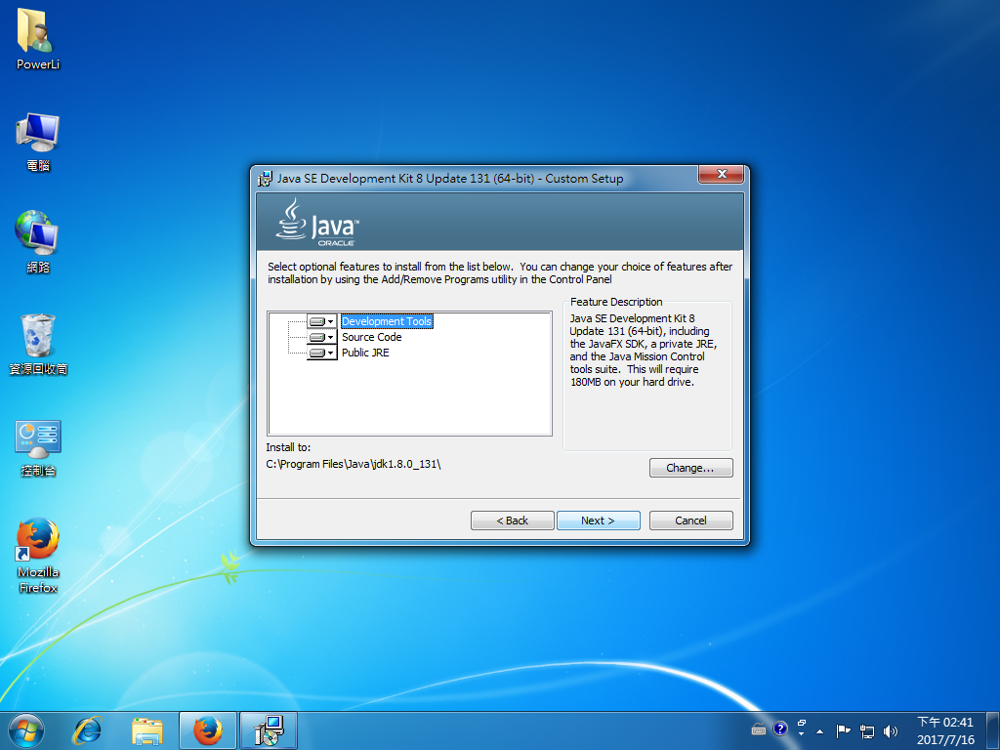 PowerLi
電腦
網路
資源回收筒
控制台
Mozilla
Firefox
Java SE Development Kit 8 Update 131 (64-bit) - Custom Setup
Java™
ORACLE
Select optional features to install from the list below.  You can change your choice of features after
installation by using the Add/Remove Programs utility in the Control Panel
Development Tools
Source Code
Public JRE
Feature Description
Java SE Development Kit 8
Update 131 (64-bit), including
the JavaFX SDK, a private JRE,
and the Java Mission Control
tools suite.  This will require
180MB on your hard drive.
Install to:
C:\Program Files\Java\jdk1.8.0_131\
Change...
< Back
Next >
Cancel
下午 02:41
2017/7/16